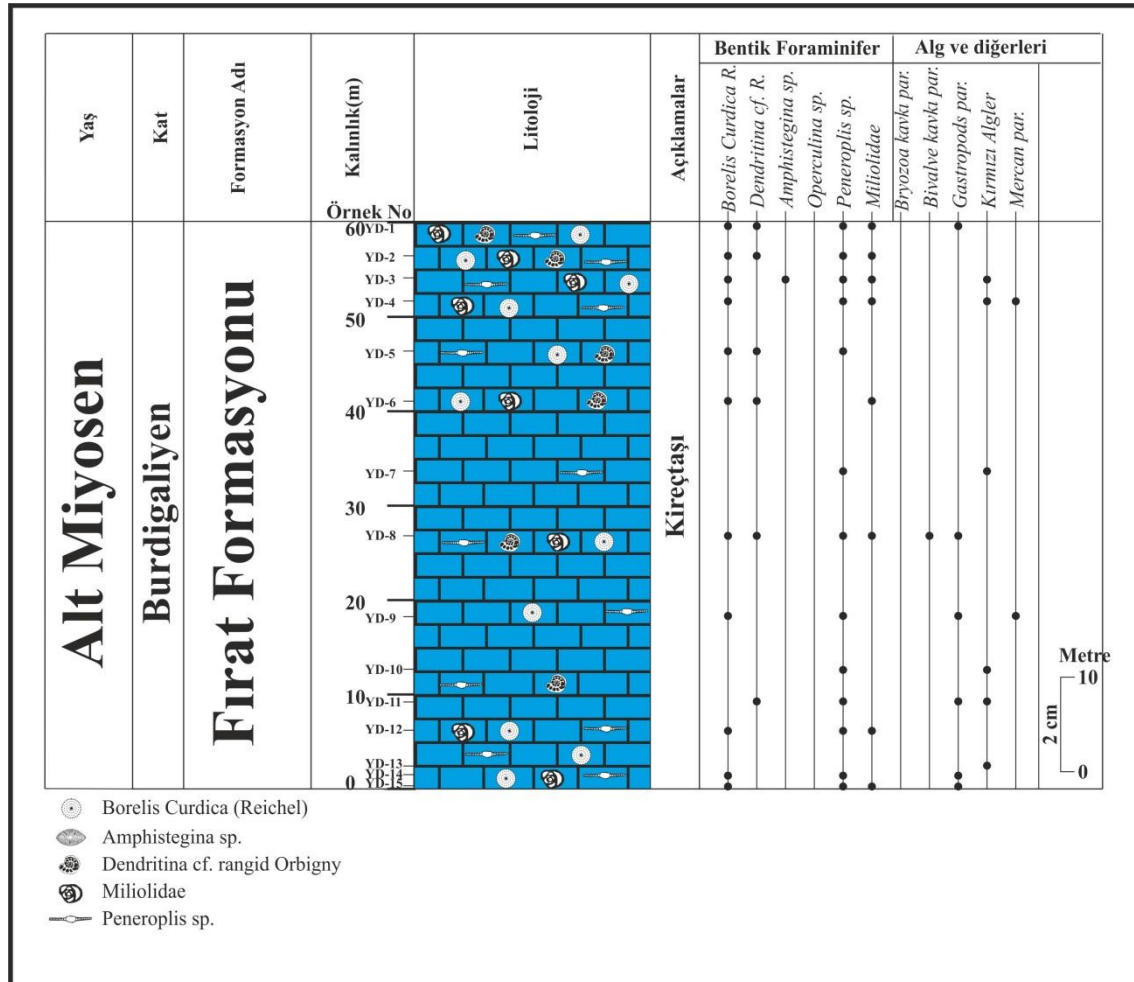 Yaş
Kat
Formasyon Adı
Kalınlık(m)
Örnek No
Litoloji
Açıklamalar
Bentik Foraminifer
Alg ve diğerleri
Borelis Curdica R.
Dendritina cf. R.
Amphistegina sp.
Operculina sp.
Peneroplis sp.
Miliolidae
Bryozoa kavkı par.
Bivalve kavkı par.
Gastropods par.
Kırmızı Algler
Mercan par.
Alt Miyosen
Burdigaliyen
Fırat Formasyonu
Kireçtaşı
60
YD-1
YD-2
YD-3
YD-4
50
YD-5
YD-6
40
YD-7
30
YD-8
20
YD-9
YD-10
10
YD-11
YD-12
YD-13
YD-14
0
YD-15
Metre
10
2 cm
0
Borelis Curdica (Reichel)
Amphistegina sp.
Dendritina cf. rangid Orbigny
Miliolidae
Peneroplis sp.